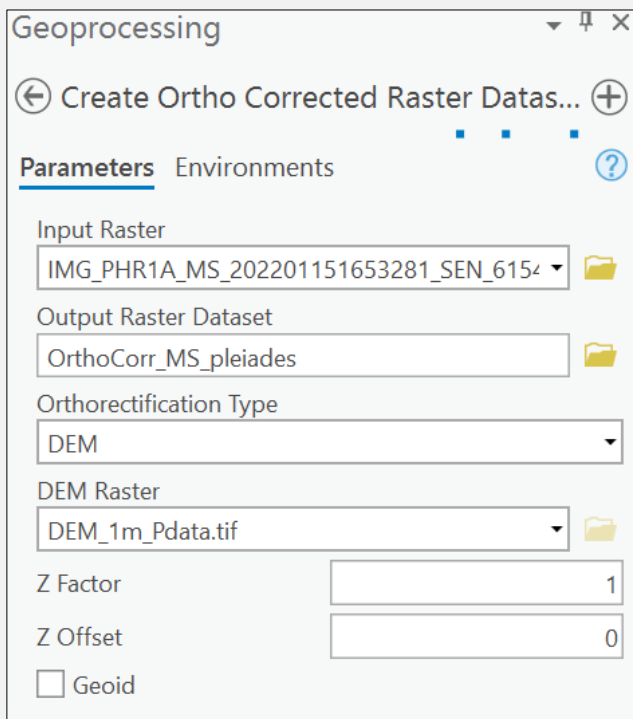 Geoprocessing
Create Ortho Corrected Raster Datas...
Parameters Environments
Input Raster
IMG_PHR1A_MS_202201151653281_SEN_6154
Output Raster Dataset
OrthoCorr_MS_pleiades
Orthorectification Type
DEM
DEM Raster
DEM_1m_Pdata.tif
Z Factor 1
Z Offset 0
Geoid